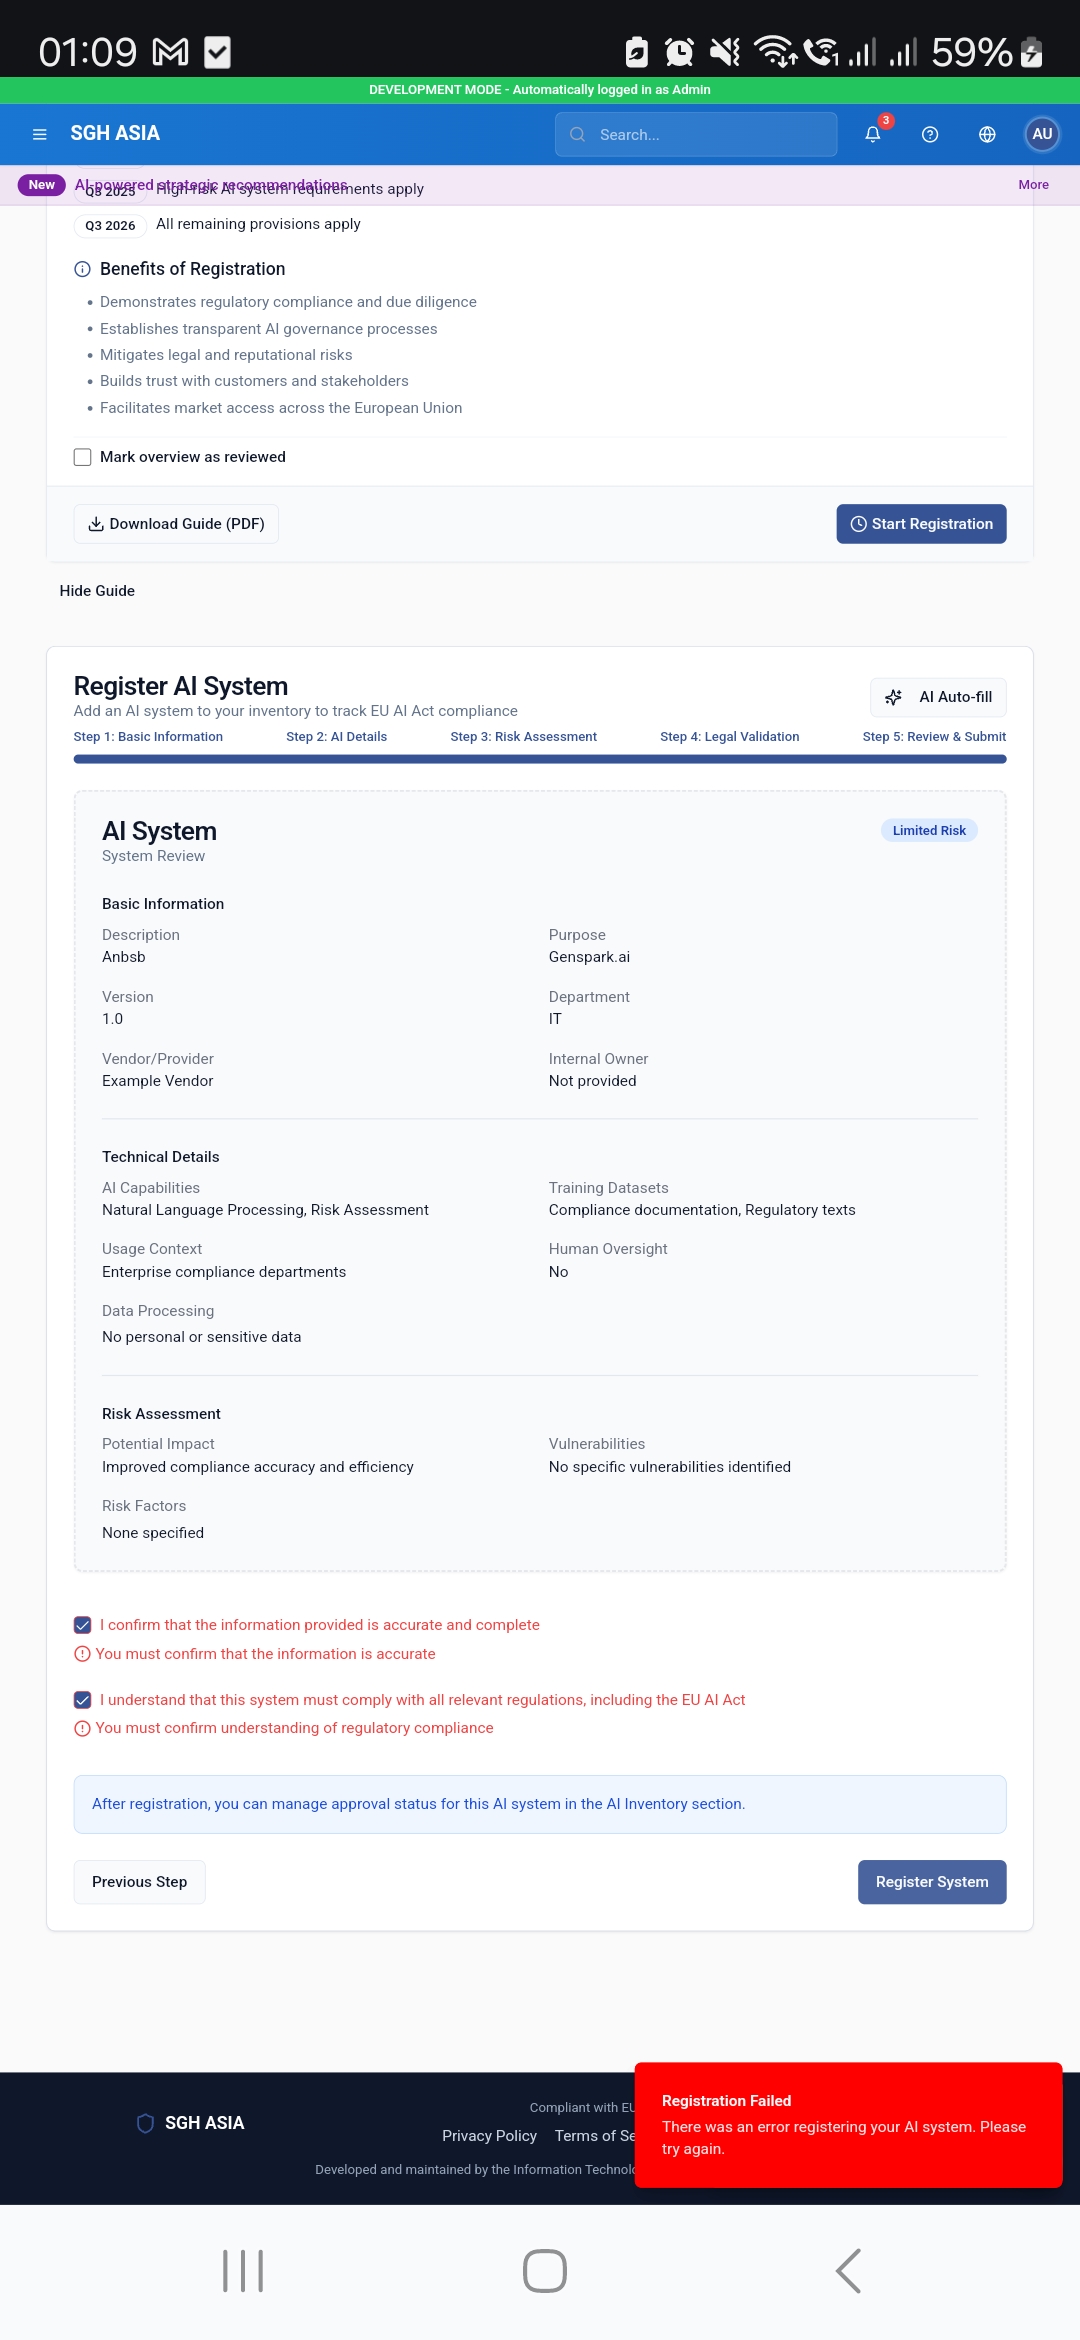 01:09
59%
DEVELOPMENT MODE - Automatically logged in as Admin
SGH ASIA
Search...
3
AU
New
AI-powered strategic recommendations
More
Q3 2025
High-risk AI system requirements apply
Q3 2026
All remaining provisions apply
Benefits of Registration
• Demonstrates regulatory compliance and due diligence
• Establishes transparent AI governance processes
• Mitigates legal and reputational risks
• Builds trust with customers and stakeholders
• Facilitates market access across the European Union
Mark overview as reviewed
Download Guide (PDF)
Start Registration
Hide Guide
Register AI System
Add an AI system to your inventory to track EU AI Act compliance
AI Auto-fill
Step 1: Basic Information
Step 2: AI Details
Step 3: Risk Assessment
Step 4: Legal Validation
Step 5: Review & Submit
AI System
System Review
Limited Risk
Basic Information
Description
Anbsb
Purpose
Genspark.ai
Version
1.0
Department
IT
Vendor/Provider
Example Vendor
Internal Owner
Not provided
Technical Details
AI Capabilities
Natural Language Processing, Risk Assessment
Training Datasets
Compliance documentation, Regulatory texts
Usage Context
Enterprise compliance departments
Human Oversight
No
Data Processing
No personal or sensitive data
Risk Assessment
Potential Impact
Improved compliance accuracy and efficiency
Vulnerabilities
No specific vulnerabilities identified
Risk Factors
None specified
I confirm that the information provided is accurate and complete
You must confirm that the information is accurate
I understand that this system must comply with all relevant regulations, including the EU AI Act
You must confirm understanding of regulatory compliance
After registration, you can manage approval status for this AI system in the AI Inventory section.
Previous Step
Register System
SGH ASIA
Compliant with EU
Privacy Policy
Terms of Se
Developed and maintained by the Information Technolo
Registration Failed
There was an error registering your AI system. Please
try again.